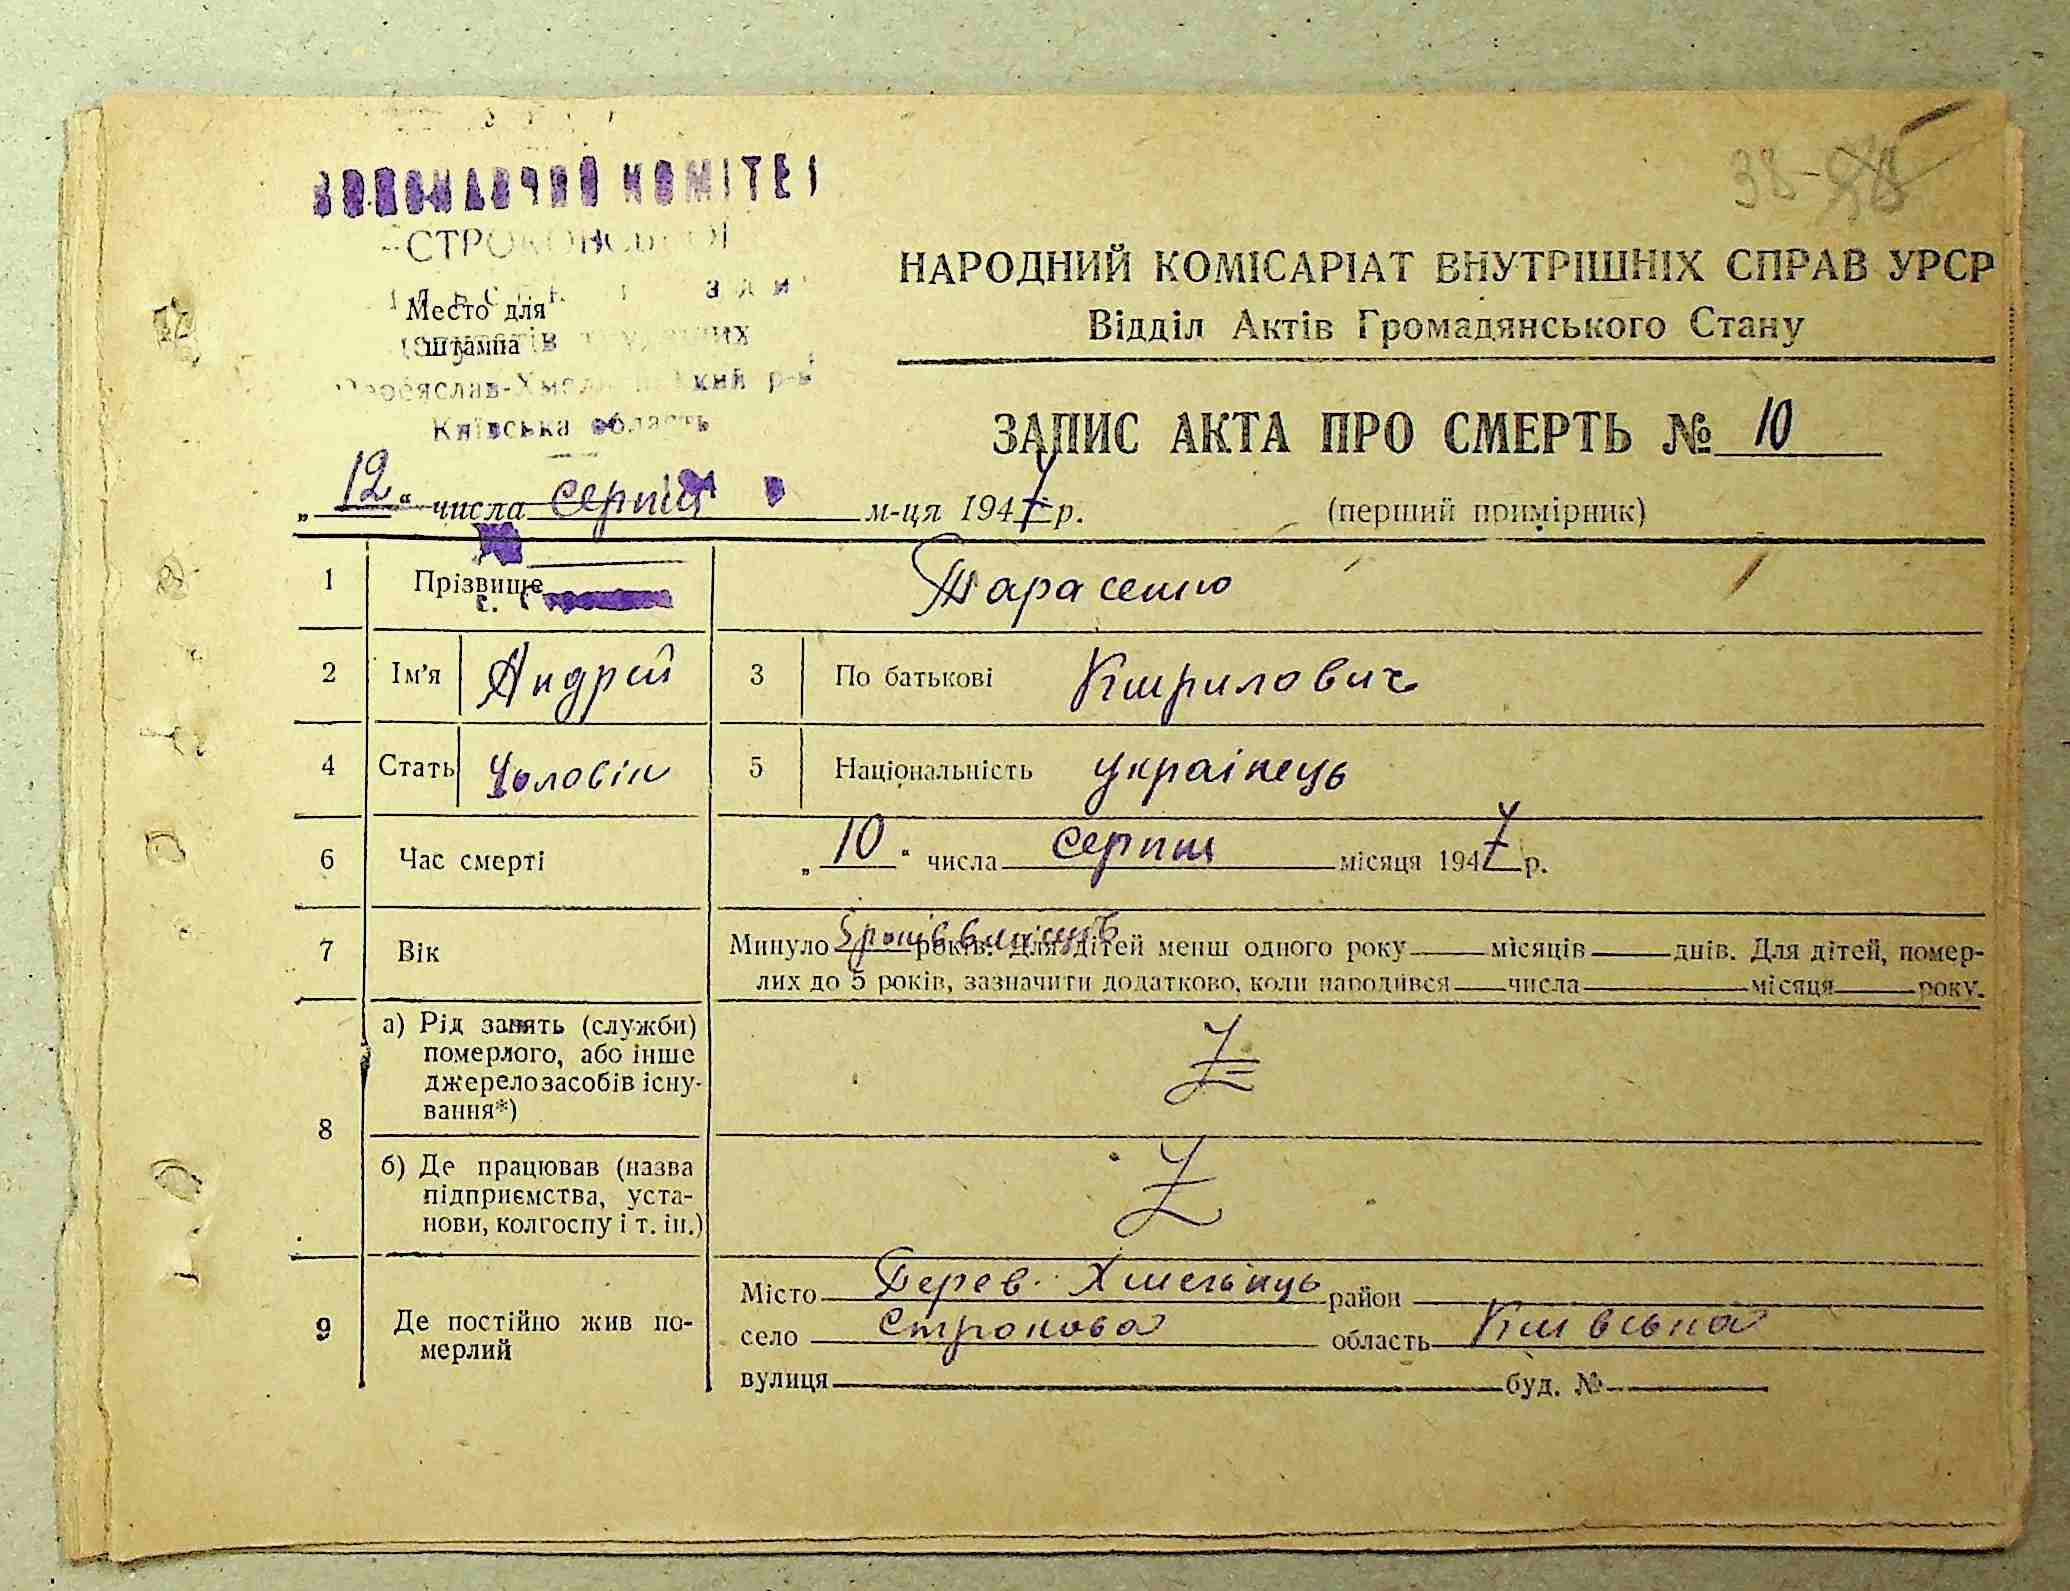 38-98
ВИКОНАВЧИЙ КОМІТЕТ
СТРОКОВСЬКОЇ
НАРОДНИЙ КОМІСАРІАТ ВНУТРІШНІХ СПРАВ УРСР
Место для
Відділ Актів Громадянського Стану
штампа
Переяслав-Хмельницький р-н
Київська область
ЗАПИС АКТА ПРО СМЕРТЬ № 10
„12“ числа серпня м-ця 1947 р. (перший примірник)
1 Прізвище Тарасенко
2 Ім'я Андрій 3 По батькові Кирилович
4 Стать Чоловік 5 Національність українець
6 Час смерті „10“ числа серпня місяця 1947 р.
7 Вік Минуло років. Для дітей менш одного року місяців днів. Для дітей, помер-
лих до 5 років, зазначити додатково, коли народився числа місяця року.
8 а) Рід занять (служби)
померлого, або інше
джерело засобів існу-
вання*)
Z
б) Де працював (назва
підприємства, уста-
нови, колгоспу і т. ін.)
Z
9 Де постійно жив по-
мерлий
Місто район
село Строкова область Київська
вулиця буд. №